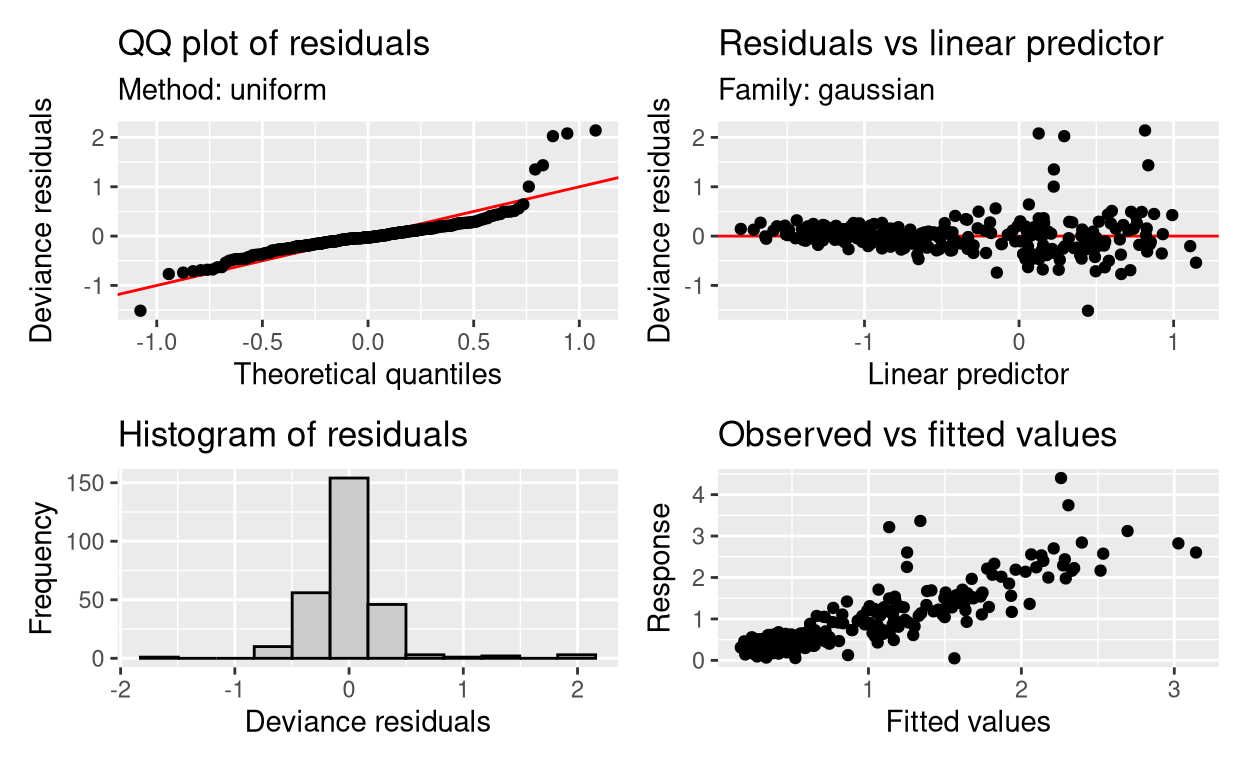 QQ plot of residuals
Method: uniform
Deviance residuals
2
1
0
-1
-1.0 -0.5 0.0 0.5 1.0
Theoretical quantiles
Residuals vs linear predictor
Family: gaussian
Deviance residuals
2
1
0
-1
-1 0 1
Linear predictor
Histogram of residuals
Frequency
150
100
50
0
-2 -1 0 1 2
Deviance residuals
Observed vs fitted values
Response
4
3
2
1
0
1 2 3
Fitted values